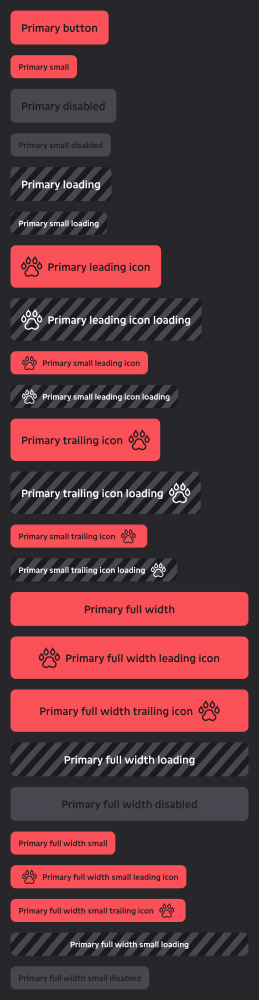 Primary button
Primary small
Primary disabled
Primary small disabled
Primary loading
Primary small loading
Primary leading icon
Primary leading icon loading
Primary small leading icon
Primary small leading icon loading
Primary trailing icon
Primary trailing icon loading
Primary small trailing icon
Primary small trailing icon loading
Primary full width
Primary full width leading icon
Primary full width trailing icon
Primary full width loading
Primary full width disabled
Primary full width small
Primary full width small leading icon
Primary full width small trailing icon
Primary full width small loading
Primary full width small disabled